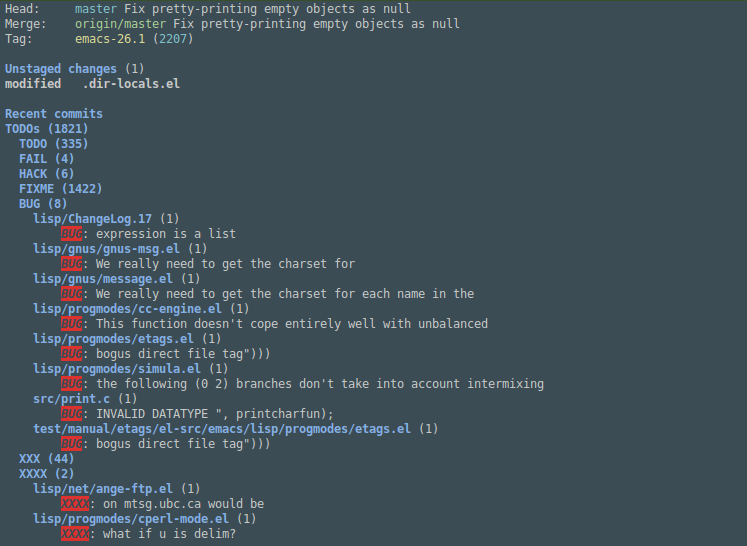 Head:     master Fix pretty-printing empty objects as null
Merge:    origin/master Fix pretty-printing empty objects as null
Tag:      emacs-26.1 (2207)
Unstaged changes (1)
modified   .dir-locals.el
Recent commits
TODOs (1821)
TODO (335)
FAIL (4)
HACK (6)
FIXME (1422)
BUG (8)
lisp/ChangeLog.17 (1)
BUG: expression is a list
lisp/gnus/gnus-msg.el (1)
BUG: We really need to get the charset for
lisp/gnus/message.el (1)
BUG: We really need to get the charset for each name in the
lisp/progmodes/cc-engine.el (1)
BUG: This function doesn't cope entirely well with unbalanced
lisp/progmodes/etags.el (1)
BUG: bogus direct file tag")))
lisp/progmodes/simula.el (1)
BUG: the following (0 2) branches don't take into account intermixing
src/print.c (1)
BUG: INVALID DATATYPE ", printcharfun);
test/manual/etags/el-src/emacs/lisp/progmodes/etags.el (1)
BUG: bogus direct file tag")))
XXX (44)
XXXX (2)
lisp/net/ange-ftp.el (1)
XXXX: on mtsg.ubc.ca would be
lisp/progmodes/cperl-mode.el (1)
XXXX: what if u is delim?